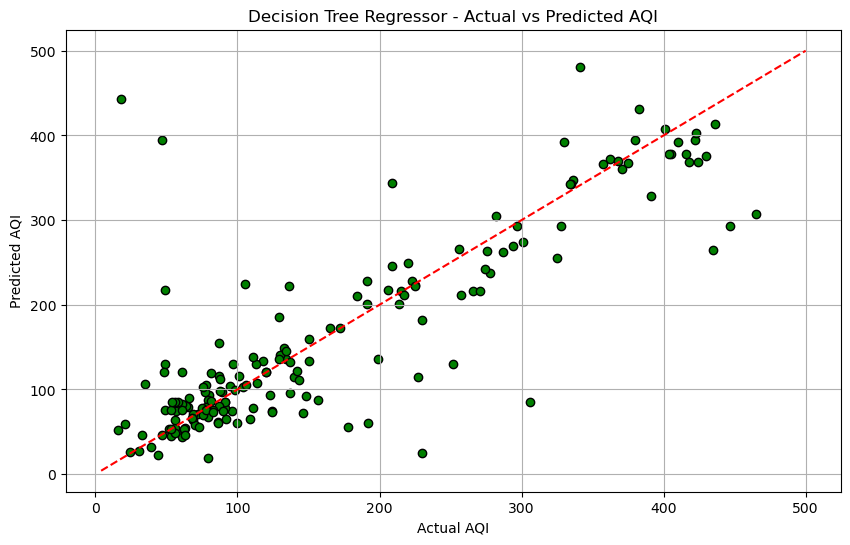 Decision Tree Regressor - Actual vs Predicted AQI
500
400
300
200
100
0
Predicted AQI
0 100 200 300 400 500
Actual AQI